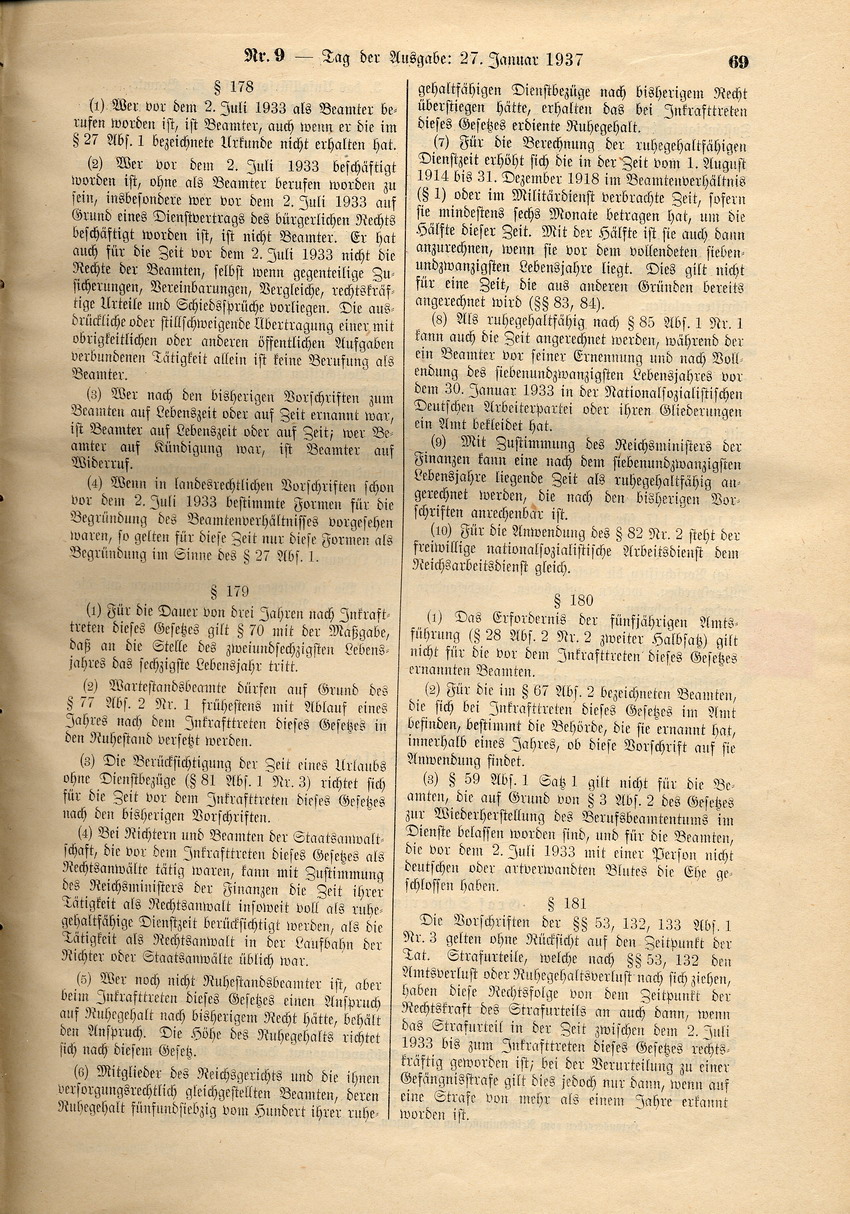 Nr. 9 — Tag der Ausgabe: 27. Januar 1937
69
§ 178
(1) Wer vor dem 2. Juli 1933 als Beamter be-
rufen worden ist, ist Beamter, auch wenn er die im
§ 27 Abs. 1 bezeichnete Urkunde nicht erhalten hat.
(2) Wer vor dem 2. Juli 1933 beschäftigt
worden ist, ohne als Beamter berufen worden zu
sein, insbesondere wer vor dem 2. Juli 1933 auf
Grund eines Dienstvertrags des bürgerlichen Rechts
beschäftigt worden ist, ist nicht Beamter. Er hat
auch für die Zeit vor dem 2. Juli 1933 nicht die
Rechte der Beamten, selbst wenn gegenteilige Zu-
sicherungen, Vereinbarungen, Vergleiche, rechtskräf-
tige Urteile und Schiedssprüche vorliegen. Die aus-
drückliche oder stillschweigende Übertragung einer mit
obrigkeitlichen oder anderen öffentlichen Aufgaben
verbundenen Tätigkeit allein ist keine Berufung als
Beamter.
(3) Wer nach den bisherigen Vorschriften zum
Beamten auf Lebenszeit oder auf Zeit ernannt war,
ist Beamter auf Lebenszeit oder auf Zeit; wer Be-
amter auf Kündigung war, ist Beamter auf
Widerruf.
(4) Wenn in landesrechtlichen Vorschriften schon
vor dem 2. Juli 1933 bestimmte Formen für die
Begründung des Beamtenverhältnisses vorgesehen
waren, so gelten für diese Zeit nur diese Formen als
Begründung im Sinne des § 27 Abs. 1.
§ 179
(1) Für die Dauer von drei Jahren nach Inkraft-
treten dieses Gesetzes gilt § 70 mit der Maßgabe,
daß an die Stelle des zweiundsechzigsten Lebens-
jahres das sechzigste Lebensjahr tritt.
(2) Wartestandsbeamte dürfen auf Grund des
§ 77 Abs. 2 Nr. 1 frühestens mit Ablauf eines
Jahres nach dem Inkrafttreten dieses Gesetzes in
den Ruhestand versetzt werden.
(3) Die Berücksichtigung der Zeit eines Urlaubs
ohne Dienstbezüge (§ 81 Abs. 1 Nr. 3) richtet sich
für die Zeit vor dem Inkrafttreten dieses Gesetzes
nach den bisherigen Vorschriften.
(4) Bei Richtern und Beamten der Staatsanwalt-
schaft, die vor dem Inkrafttreten dieses Gesetzes als
Rechtsanwälte tätig waren, kann mit Zustimmung
des Reichsministers der Finanzen die Zeit ihrer
Tätigkeit als Rechtsanwalt insoweit voll als ruhe-
gehaltfähige Dienstzeit berücksichtigt werden, als die
Tätigkeit als Rechtsanwalt in der Laufbahn der
Richter oder Staatsanwälte üblich war.
(5) Wer noch nicht Ruhestandsbeamter ist, aber
beim Inkrafttreten dieses Gesetzes einen Anspruch
auf Ruhegehalt nach bisherigem Recht hätte, behält
den Anspruch. Die Höhe des Ruhegehalts richtet
sich nach diesem Gesetz.
(6) Mitglieder des Reichsgerichts und die ihnen
versorgungsrechtlich gleichgestellten Beamten, deren
Ruhegehalt fünfundsiebzig vom Hundert ihrer ruhe-
gehaltfähigen Dienstbezüge nach bisherigem Recht
überstiegen hätte, erhalten das bei Inkrafttreten
dieses Gesetzes erdiente Ruhegehalt.
(7) Für die Berechnung der ruhegehaltfähigen
Dienstzeit erhöht sich die in der Zeit vom 1. August
1914 bis 31. Dezember 1918 im Beamtenverhältnis
(§ 1) oder im Militärdienst verbrachte Zeit, sofern
sie mindestens sechs Monate betragen hat, um die
Hälfte dieser Zeit. Mit der Hälfte ist sie auch dann
anzurechnen, wenn sie vor dem vollendeten sieben-
undzwanzigsten Lebensjahre liegt. Dies gilt nicht
für eine Zeit, die aus anderen Gründen bereits
angerechnet wird (§§ 83, 84).
(8) Als ruhegehaltfähig nach § 85 Abs. 1 Nr. 1
kann auch die Zeit angerechnet werden, während der
ein Beamter vor seiner Ernennung und nach Voll-
endung des siebenundzwanzigsten Lebensjahres vor
dem 30. Januar 1933 in der Nationalsozialistischen
Deutschen Arbeiterpartei oder ihren Gliederungen
ein Amt bekleidet hat.
(9) Mit Zustimmung des Reichsministers der
Finanzen kann eine nach dem siebenundzwanzigsten
Lebensjahre liegende Zeit als ruhegehaltfähig an-
gerechnet werden, die nach den bisherigen Vor-
schriften anrechenbar ist.
(10) Für die Anwendung des § 82 Nr. 2 steht der
freiwillige nationalsozialistische Arbeitsdienst dem
Reichsarbeitsdienst gleich.
§ 180
(1) Das Erfordernis der fünfjährigen Amts-
führung (§ 28 Abs. 2 Nr. 2 zweiter Halbsatz) gilt
nicht für die vor dem Inkrafttreten dieses Gesetzes
ernannten Beamten.
(2) Für die im § 67 Abs. 2 bezeichneten Beamten,
die sich bei Inkrafttreten dieses Gesetzes im Amt
befinden, bestimmt die Behörde, die sie ernannt hat,
innerhalb eines Jahres, ob diese Vorschrift auf sie
Anwendung findet.
(3) § 59 Abs. 1 Satz 1 gilt nicht für die Be-
amten, die auf Grund von § 3 Abs. 2 des Gesetzes
zur Wiederherstellung des Berufsbeamtentums im
Dienste belassen worden sind, und für die Beamten,
die vor dem 2. Juli 1933 mit einer Person nicht
deutschen oder artverwandten Blutes die Ehe ge-
schlossen haben.
§ 181
Die Vorschriften der §§ 53, 132, 133 Abs. 1
Nr. 3 gelten ohne Rücksicht auf den Zeitpunkt der
Tat. Strafurteile, welche nach §§ 53, 132 den
Amtsverlust oder Ruhegehaltsverlust nach sich ziehen,
haben diese Rechtsfolge von dem Zeitpunkt der
Rechtskraft des Strafurteils an auch dann, wenn
das Strafurteil in der Zeit zwischen dem 2. Juli
1933 bis zum Inkrafttreten dieses Gesetzes rechts-
kräftig geworden ist; bei der Verurteilung zu einer
Gefängnisstrafe gilt dies jedoch nur dann, wenn auf
eine Strafe von mehr als einem Jahre erkannt
worden ist.